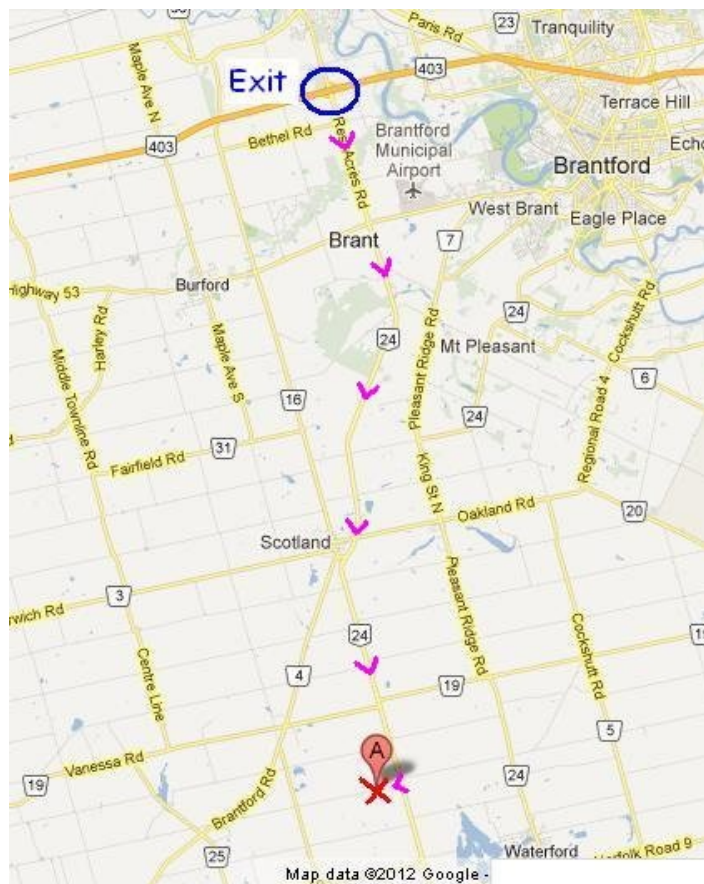 23
Tranquility
Paris Rd
Maple Ave N
Exit
403
Terrace Hill
Bethel Rd
Rest Acres Rd
Brantford
Municipal
Airport
403
Brantford
West Brant
Eagle Place
Brant
7
Burford
Highway 53
Hatley Rd
Maple Ave S
24
24
Mt Pleasant
Cockshutt Rd
Pleasant Ridge Rd
6
Middle Townline Rd
16
24
Regional Road 4
31
Fairfield Rd
King St N
Oakland Rd
20
Scotland
3
Pleasant Ridge Rd
24
4
Cockshutt Rd
Centre Line
19
5
Vanessa Rd
A
19
24
Brantford Rd
25
Waterford
Norfolk Road 9
Map data ©2012 Google -